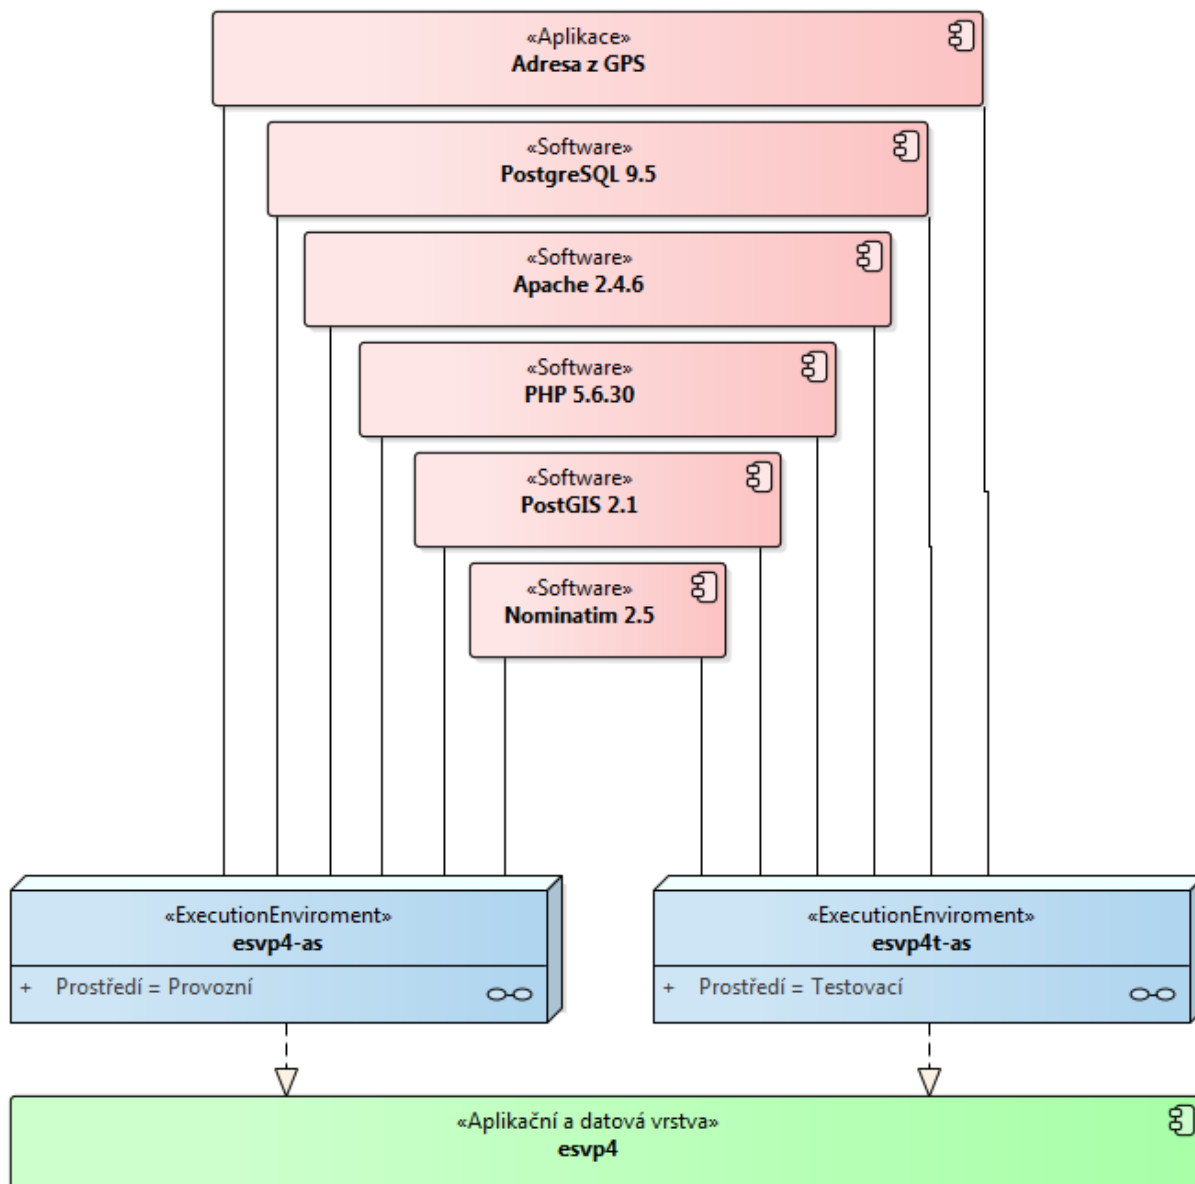 «Aplikace»
Adresa z GPS
«Software»
PostgreSQL 9.5
«Software»
Apache 2.4.6
«Software»
PHP 5.6.30
«Software»
PostGIS 2.1
«Software»
Nominatim 2.5
«ExecutionEnviroment»
esvp4-as
+ Prostředí = Provozní
«ExecutionEnviroment»
esvp4t-as
+ Prostředí = Testovací
«Aplikační a datová vrstva»
esvp4